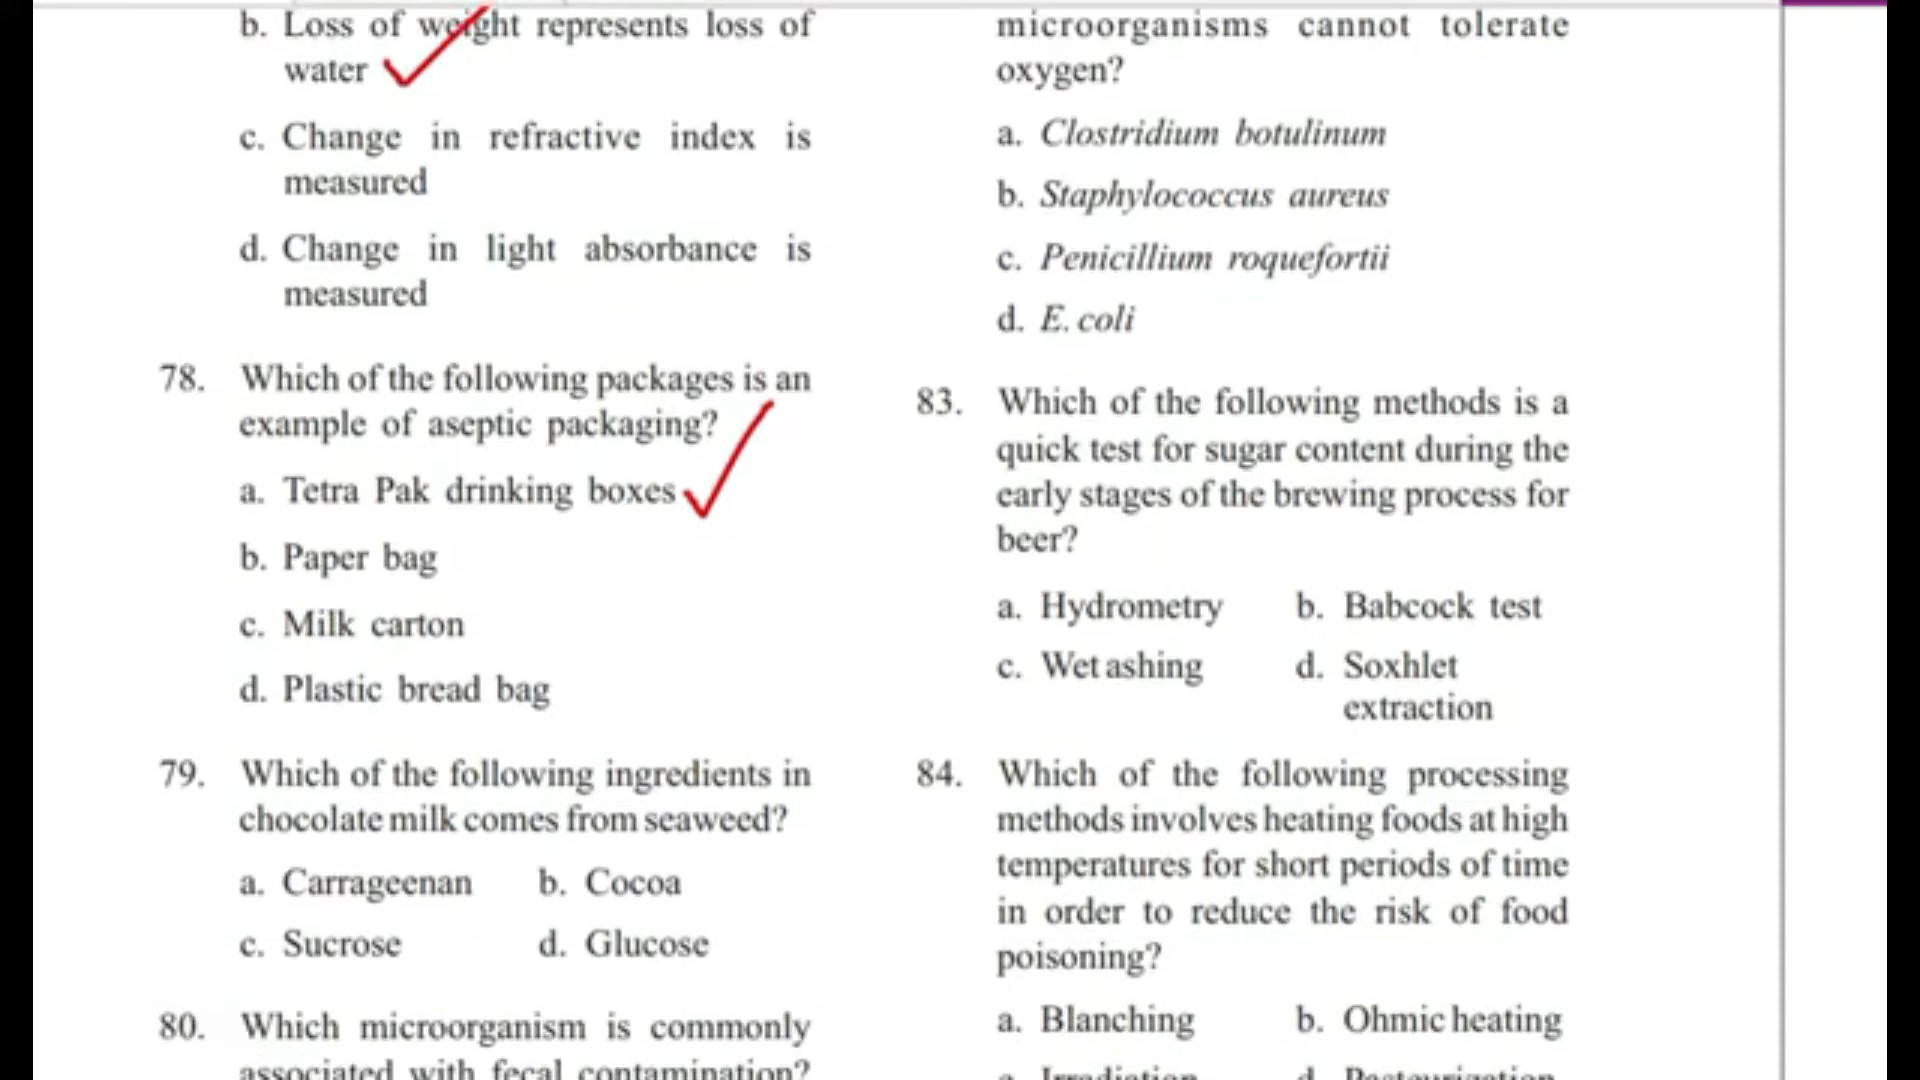 b. Loss of weight represents loss of
water
c. Change in refractive index is
measured
d. Change in light absorbance is
measured
78. Which of the following packages is an
example of aseptic packaging?
a. Tetra Pak drinking boxes
b. Paper bag
c. Milk carton
d. Plastic bread bag
79. Which of the following ingredients in
chocolate milk comes from seaweed?
a. Carrageenan b. Cocoa
c. Sucrose d. Glucose
80. Which microorganism is commonly
associated with fecal contamination?
microorganisms cannot tolerate
oxygen?
a. Clostridium botulinum
b. Staphylococcus aureus
c. Penicillium roquefortii
d. E. coli
83. Which of the following methods is a
quick test for sugar content during the
early stages of the brewing process for
beer?
a. Hydrometry b. Babcock test
c. Wet ashing d. Soxhlet
extraction
84. Which of the following processing
methods involves heating foods at high
temperatures for short periods of time
in order to reduce the risk of food
poisoning?
a. Blanching b. Ohmic heating
c. Irradiation d. Pasteurization